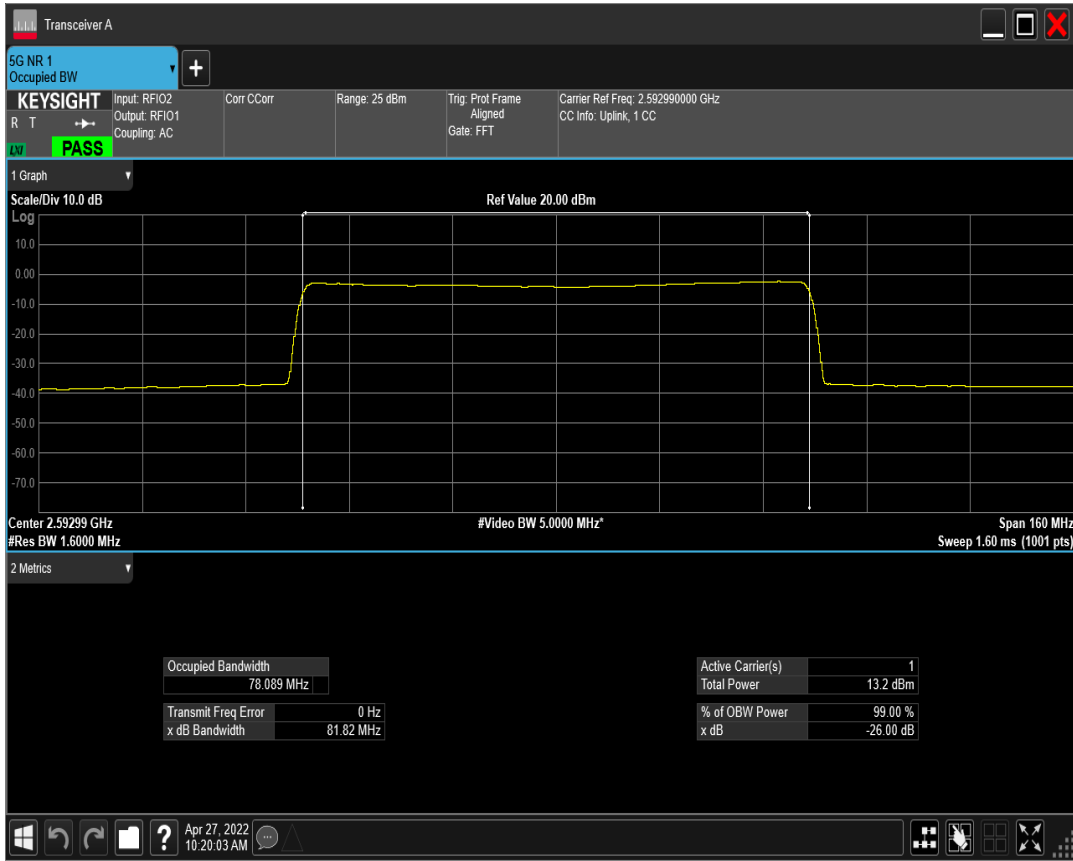 Transceiver A
5G NR 1
Occupied BW
+
KEYSIGHT
R T
LXI
PASS
Input: RFIO2
Output: RFIO1
Coupling: AC
Corr CCorr
Range: 25 dBm
Trig: Prot Frame
Aligned
Gate: FFT
Carrier Ref Freq: 2.592990000 GHz
CC Info: Uplink, 1 CC
1 Graph
Scale/Div 10.0 dB
Ref Value 20.00 dBm
Log
10.0
0.00
-10.0
-20.0
-30.0
-40.0
-50.0
-60.0
-70.0
Center 2.59299 GHz
#Video BW 5.0000 MHz*
Span 160 MHz
#Res BW 1.6000 MHz
Sweep 1.60 ms (1001 pts)
2 Metrics
Occupied Bandwidth
78.089 MHz
Transmit Freq Error 0 Hz
x dB Bandwidth 81.82 MHz
Active Carrier(s) 1
Total Power 13.2 dBm
% of OBW Power 99.00 %
x dB -26.00 dB
?
Apr 27, 2022
10:20:03 AM